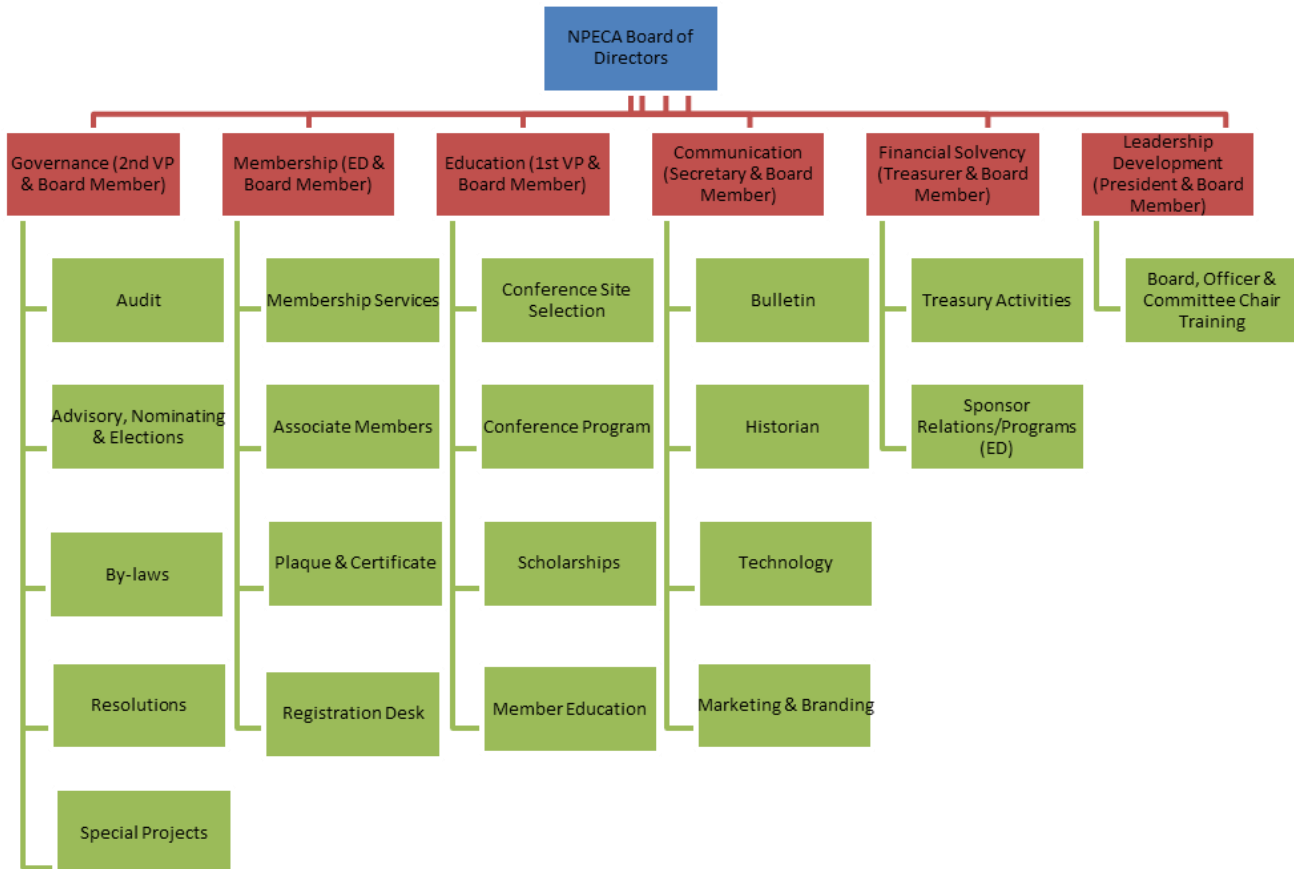 NPECA Board of
Directors
Governance (2nd VP
& Board Member)
Membership (ED &
Board Member)
Education (1st VP &
Board Member)
Communication
(Secretary & Board
Member)
Financial Solvency
(Treasurer & Board
Member)
Leadership
Development
(President & Board
Member)
Audit
Advisory, Nominating
& Elections
By-laws
Resolutions
Special Projects
Membership Services
Associate Members
Plaque & Certificate
Registration Desk
Conference Site
Selection
Conference Program
Scholarships
Member Education
Bulletin
Historian
Technology
Marketing & Branding
Treasury Activities
Sponsor
Relations/Programs
(ED)
Board, Officer &
Committee Chair
Training